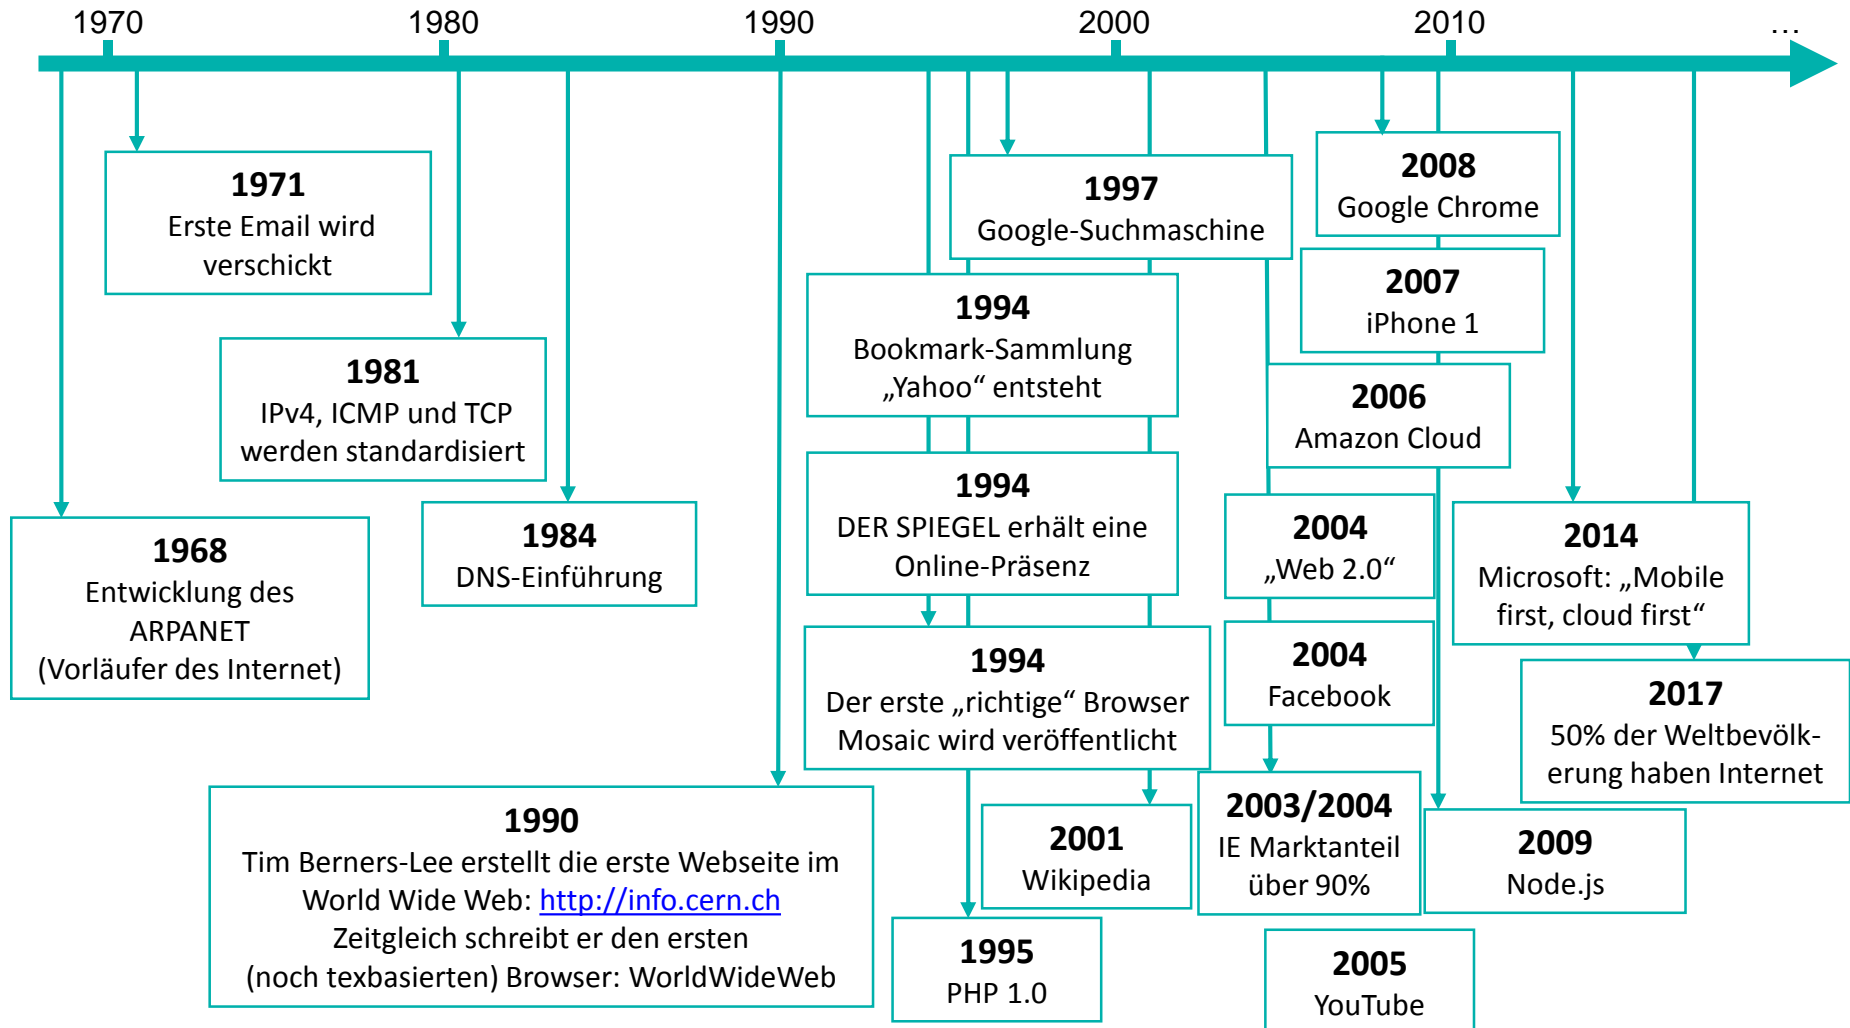 1970
1980
1990
2000
2010
...
1971
Erste Email wird
verschickt
1981
IPv4, ICMP und TCP
werden standardisiert
1968
Entwicklung des
ARPANET
(Vorläufer des Internet)
1984
DNS-Einführung
1990
Tim Berners-Lee erstellt die erste Webseite im
World Wide Web: http://info.cern.ch
Zeitgleich schreibt er den ersten
(noch texbasierten) Browser: WorldWideWeb
1997
Google-Suchmaschine
1994
Bookmark-Sammlung
„Yahoo“ entsteht
1994
DER SPIEGEL erhält eine
Online-Präsenz
1994
Der erste „richtige“ Browser
Mosaic wird veröffentlicht
2001
Wikipedia
1995
PHP 1.0
2008
Google Chrome
2007
iPhone 1
2006
Amazon Cloud
2004
„Web 2.0“
2004
Facebook
2003/2004
IE Marktanteil
über 90%
2005
YouTube
2009
Node.js
2014
Microsoft: „Mobile
first, cloud first“
2017
50% der Weltbevölk-
erung haben Internet